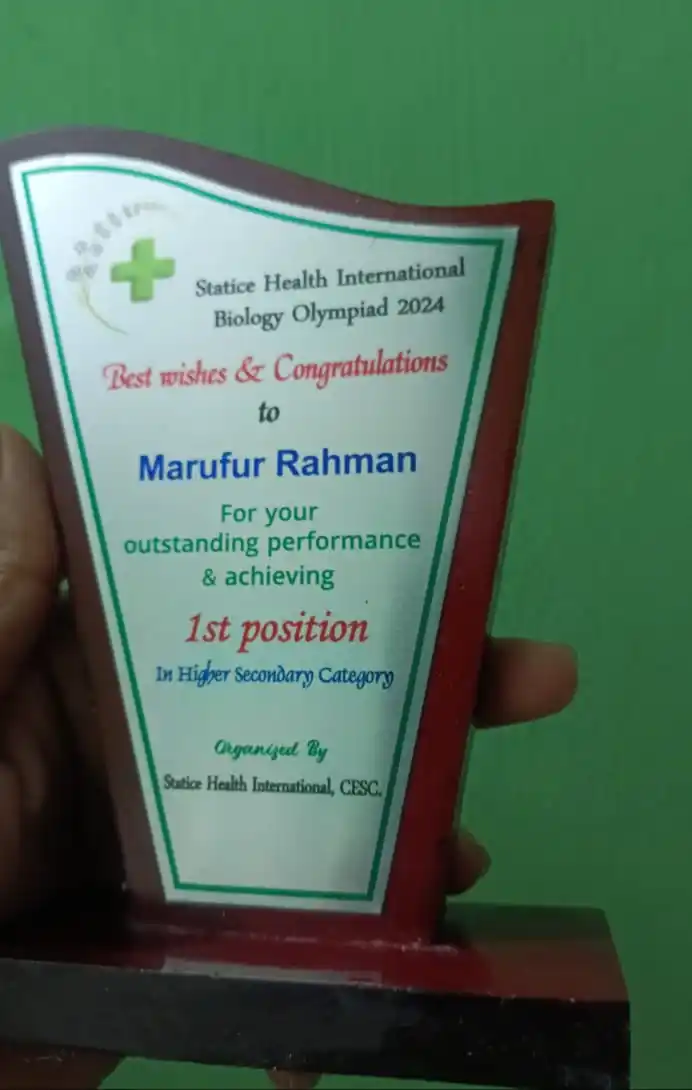 Statice Health International
Biology Olympiad 2024
Best wishes & Congratulations
to
Marufur Rahman
For your
outstanding performance
& achieving
1st position
In Higher Secondary Category
Organized By
Statice Health International, CESC.